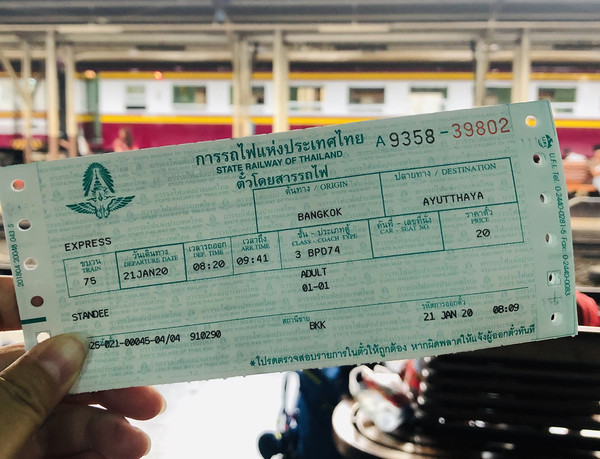 การรถไฟแห่งประเทศไทย
STATE RAILWAY OF THAILAND
A 9358 -39802
ตั๋วโดยสารรถไฟ
ต้นทาง / ORIGIN
ปลายทาง / DESTINATION
BANGKOK
AYUTTHAYA
EXPRESS
ขบวน
TRAIN
75
วันเดินทาง
DEPARTURE DATE
21JAN20
เวลารถออก
DEP. TIME
08:20
เวลาถึง
ARR.TIME
09:41
ชั้น - ประเภทตู้
CLASS - COACH TYPE
3 BPD74
คันที่ - เลขที่นั่ง
CAR - SEAT NO.
ราคาตั๋ว
PRICE
20
ADULT
01-01
STANDEE
25-021-00045-04/04 910290
สถานีขาย
BKK
รหัสการออกตั๋ว
21 JAN 20 08:09
*โปรดตรวจสอบรายการในตั๋วให้ถูกต้อง หากผิดพลาดให้แจ้งผู้ออกตั๋วทันที